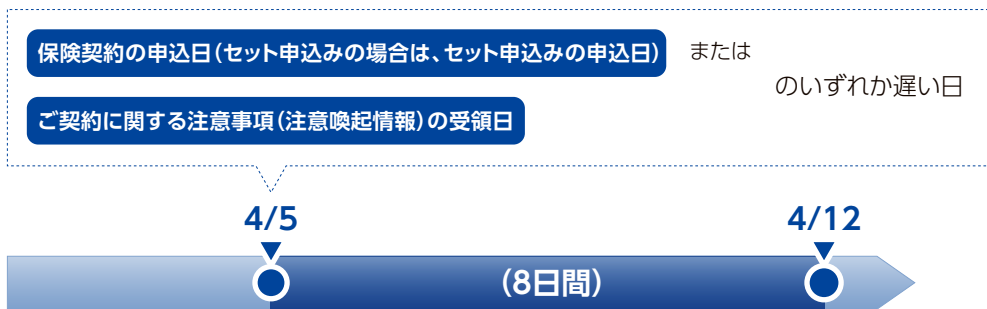 保険契約の申込日（セット申込みの場合は、セット申込みの申込日）
または
のいずれか遅い日
ご契約に関する注意事項（注意喚起情報）の受領日
4/5
4/12
（8日間）